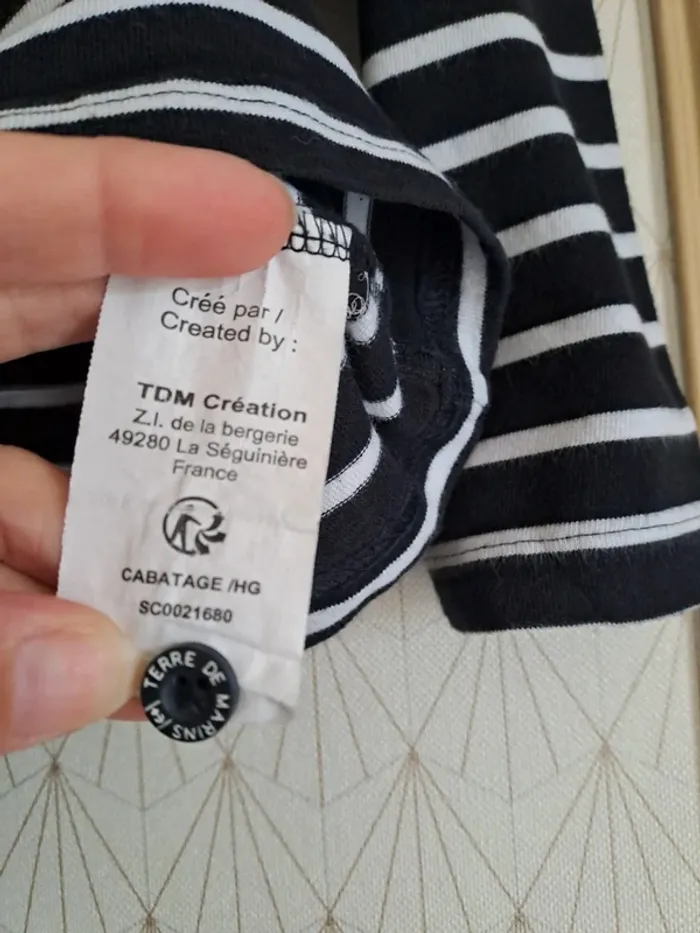 Créé par /
Created by :
TDM Création
Z.I. de la bergerie
49280 La Séguinière
France
CABATAGE /HG
SC0021680
TERRE DE MARINS